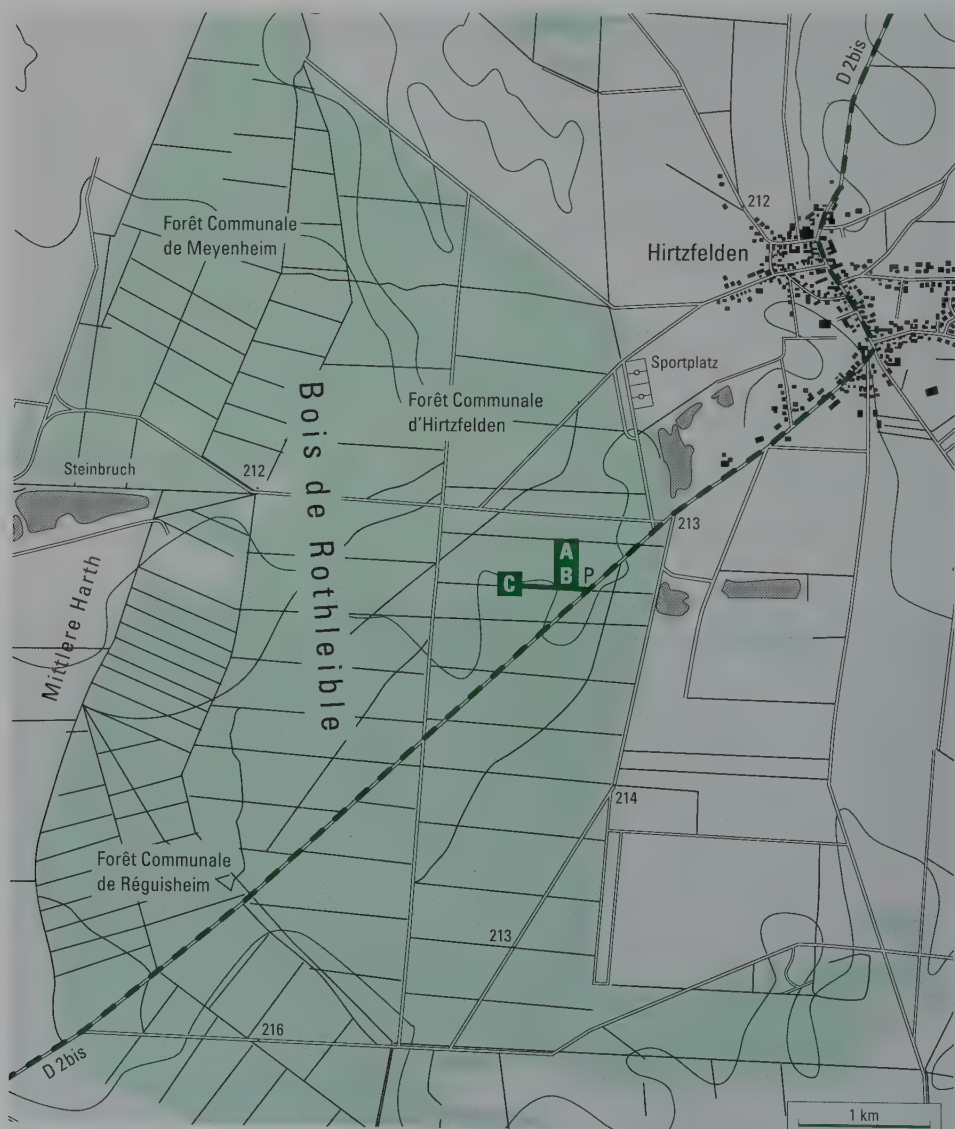 D 2bis
212
Forêt Communale
de Meyenheim
Hirtzfelden
Sportplatz
Forêt Communale
d'Hirtzfelden
Bois de Rothleible
Steinbruch
212
213
A
B
P
C
Mittlere Harth
214
Forêt Communale
de Réguisheim
213
216
D 2bis
1 km